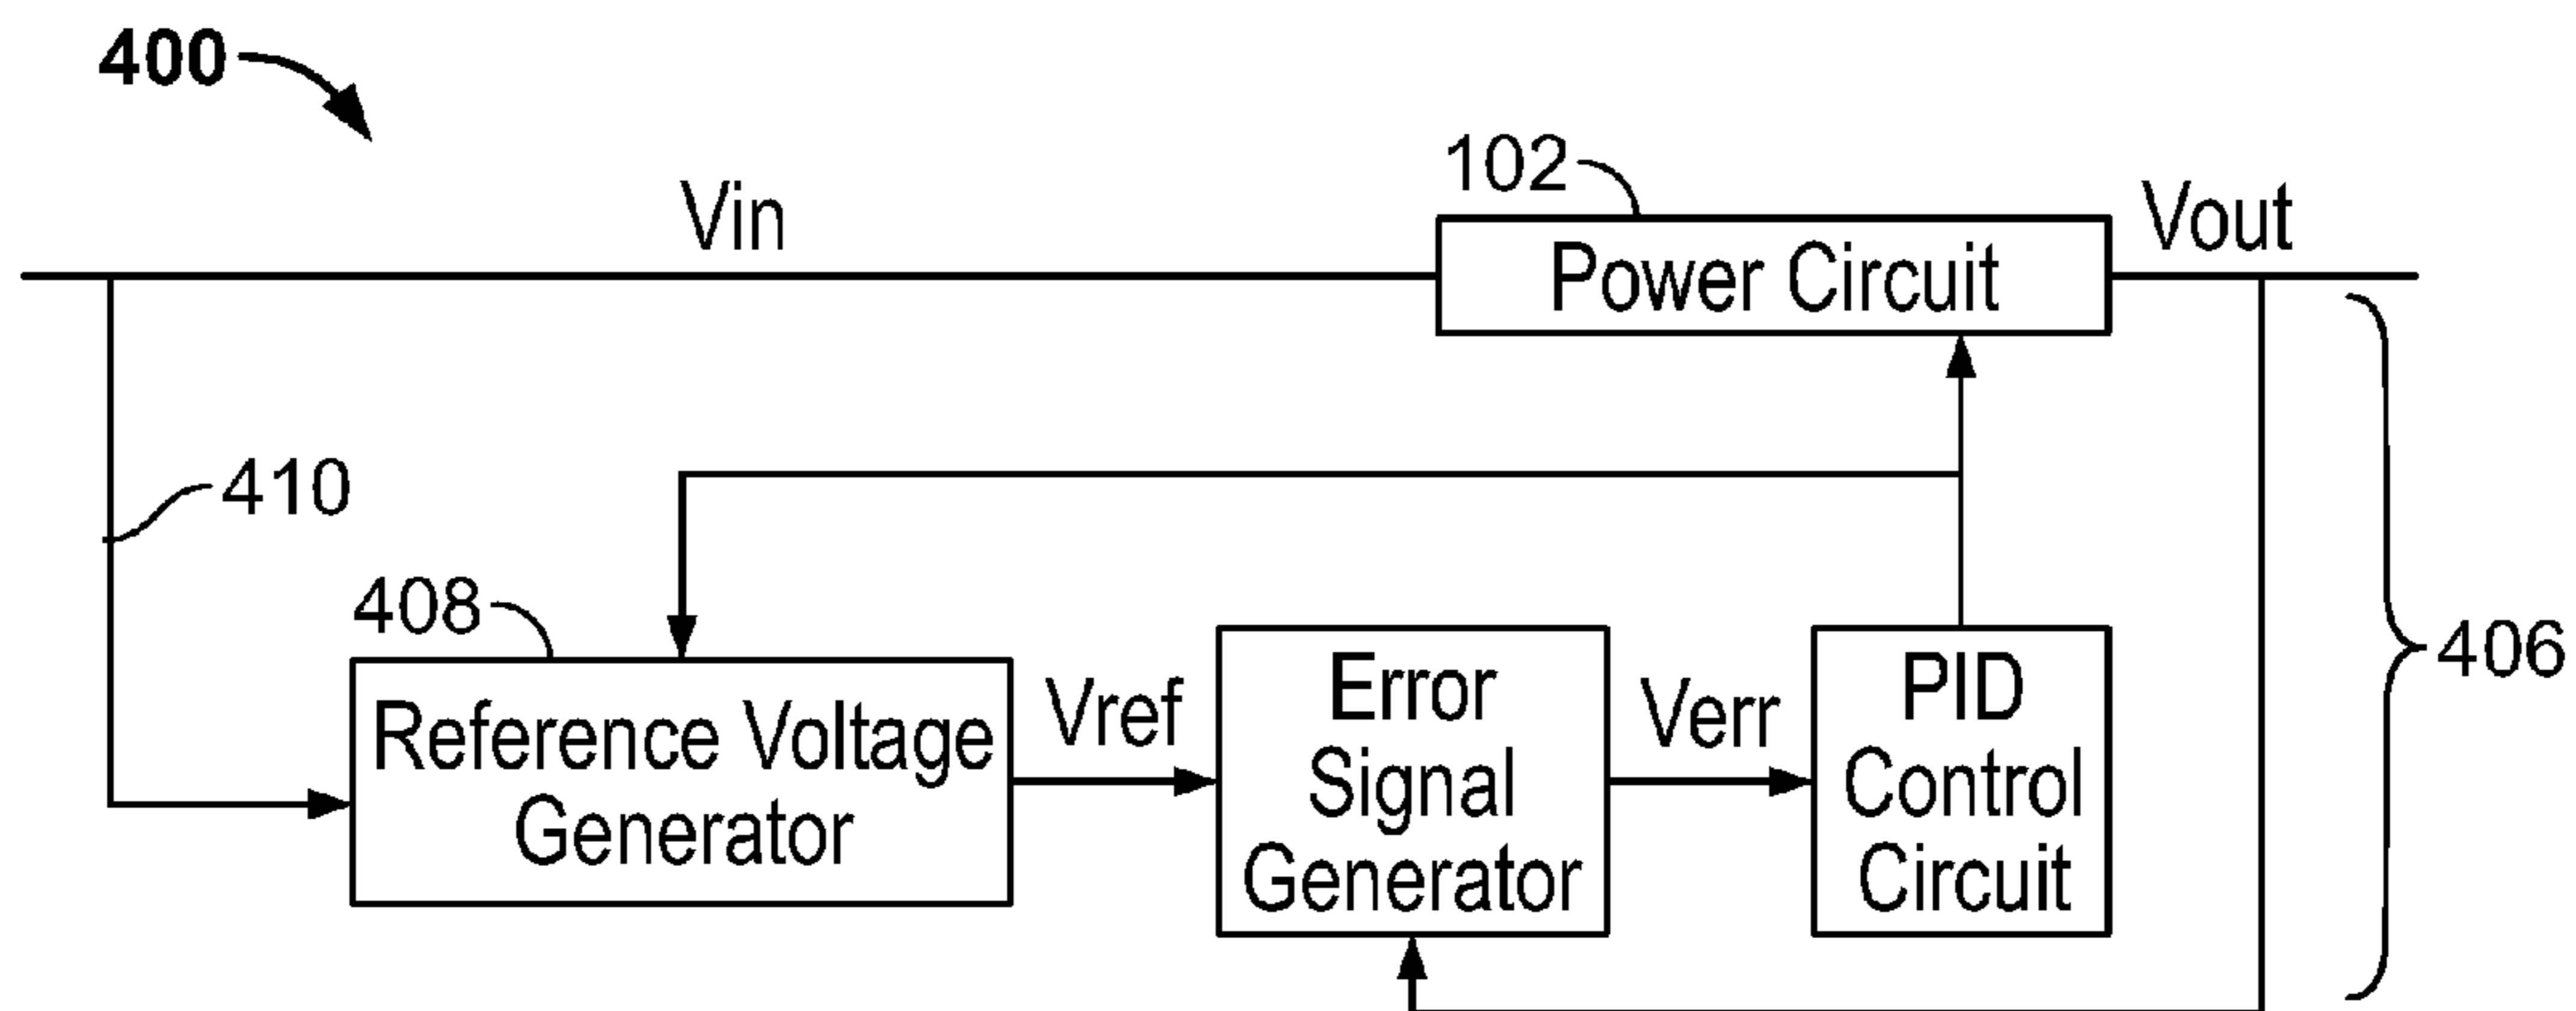 400
102
Vin
Vout
Power Circuit
410
408
406
Reference Voltage
Generator
Vref
Error
Signal
Generator
Verr
PID
Control
Circuit